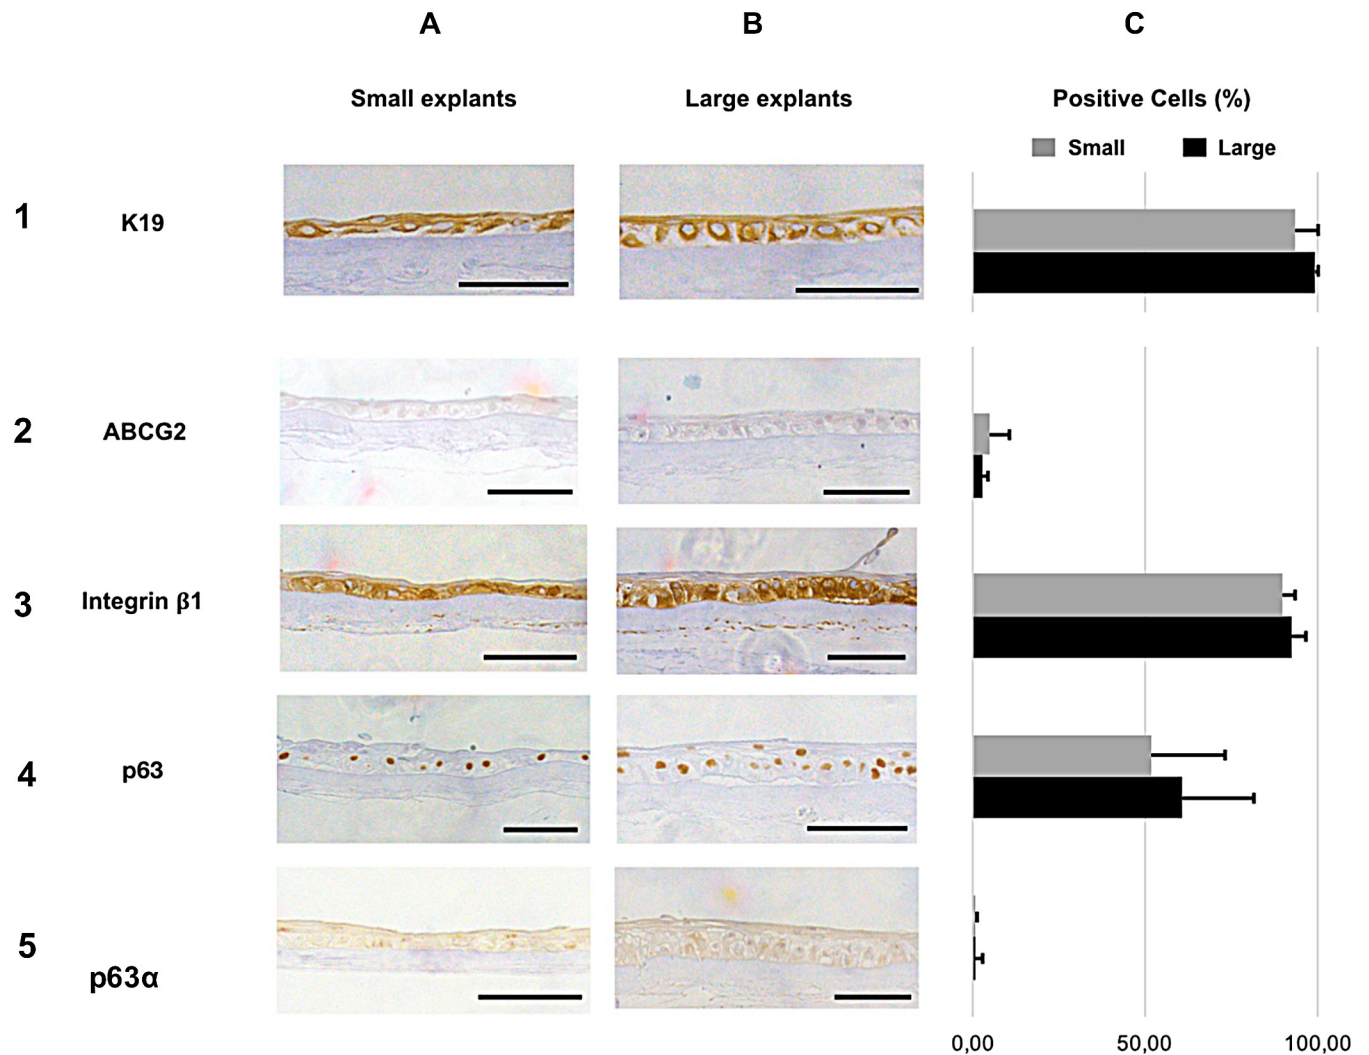 A B C
Small explants Large explants Positive Cells (%)
Small Large
1 K19
2 ABCG2
3 Integrin β1
4 p63
5 p63α
0,00 50,00 100,00